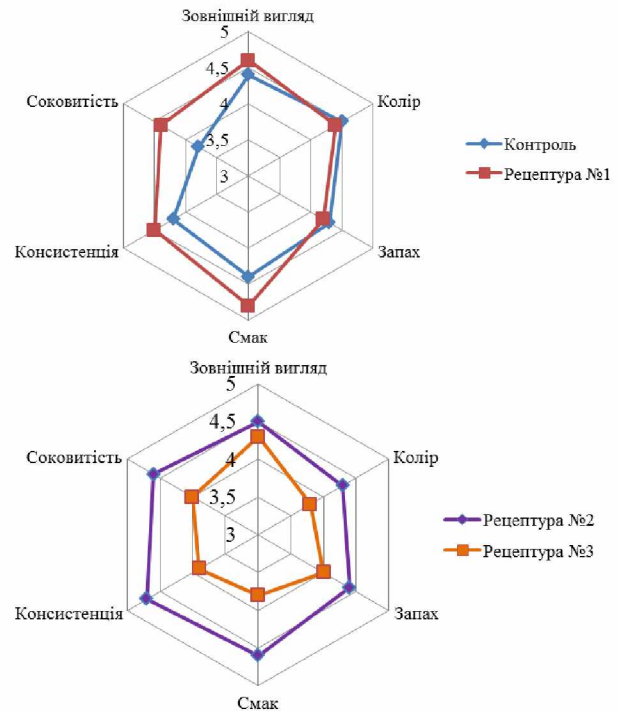 Зовнішній вигляд
5
4,5
4
3,5
3
Колір
Запах
Смак
Консистенція
Соковитість
Контроль
Рецептура №1
Зовнішній вигляд
5
4,5
4
3,5
3
Колір
Запах
Смак
Консистенція
Соковитість
Рецептура №2
Рецептура №3